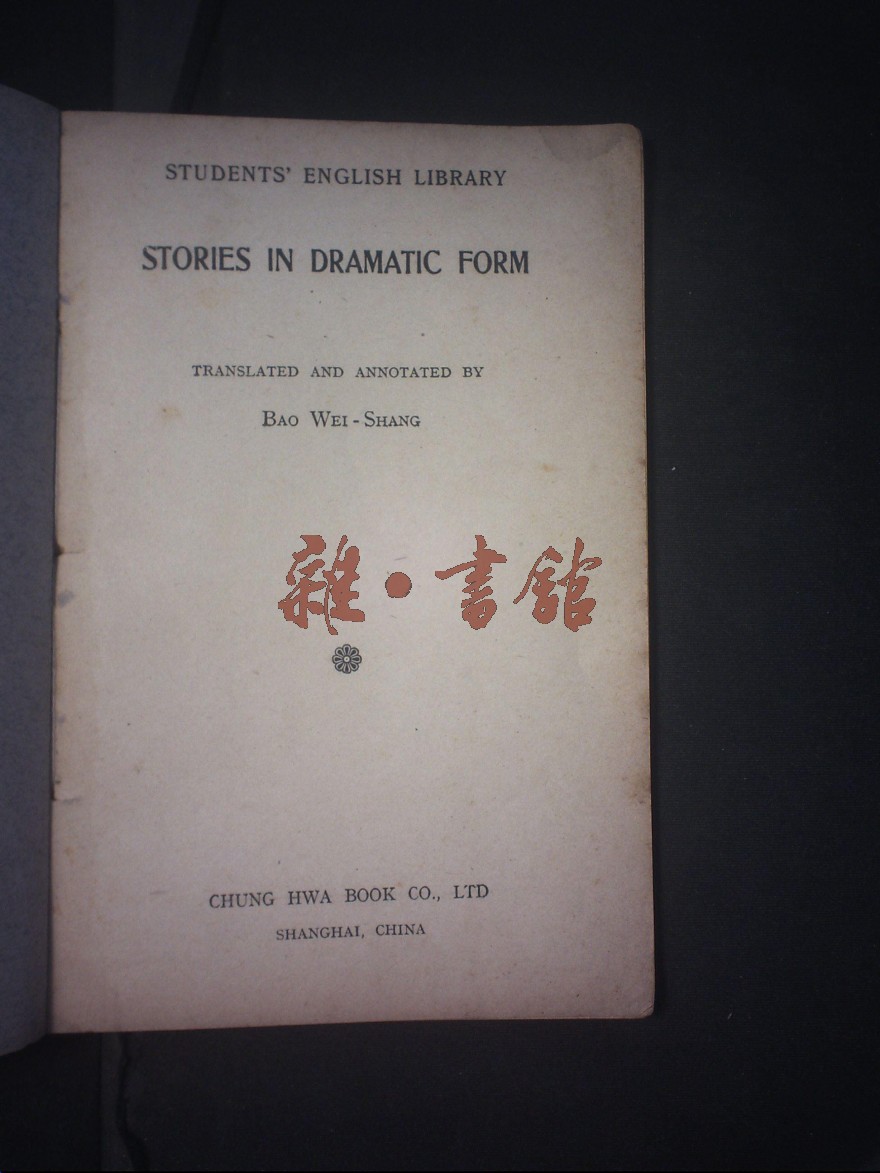 STUDENTS' ENGLISH LIBRARY
STORIES IN DRAMATIC FORM
TRANSLATED AND ANNOTATED BY
BAO WEI-SHANG
雜·書館
CHUNG HWA BOOK CO., LTD
SHANGHAI, CHINA